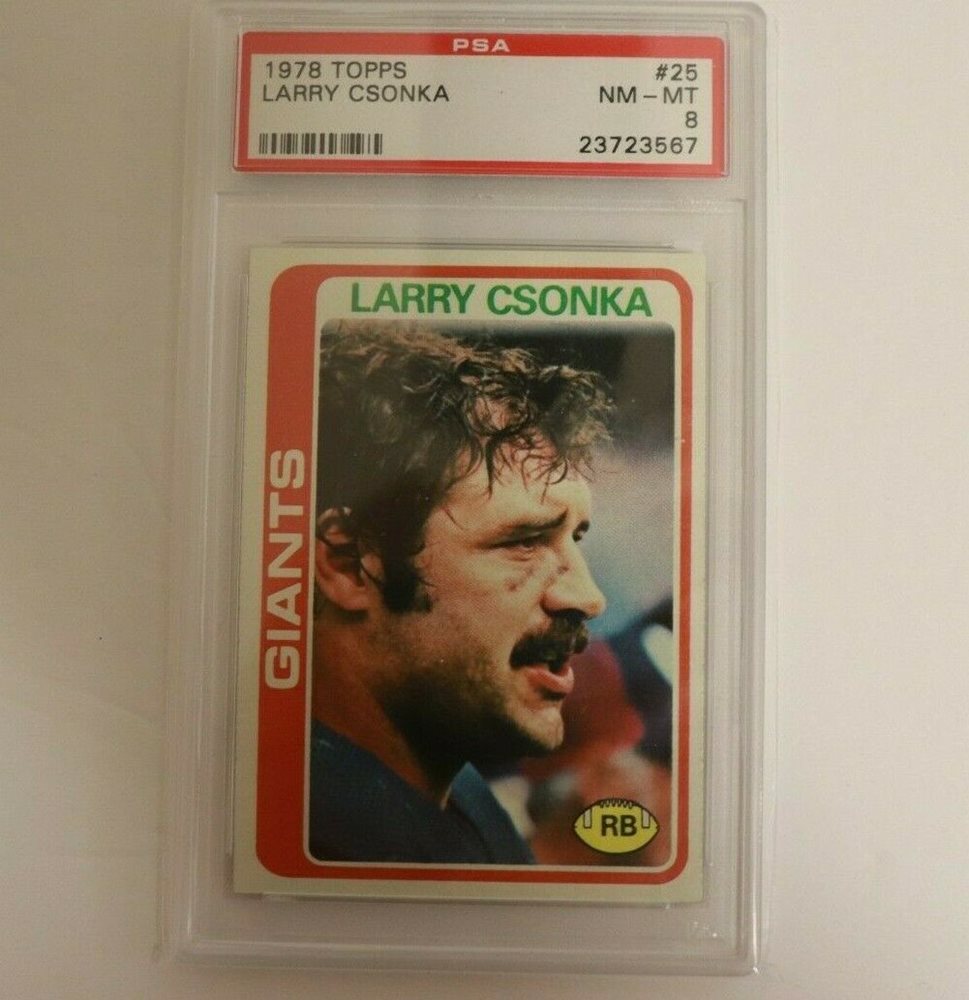 PSA
1978 TOPPS #25
LARRY CSONKA NM - MT
8
23723567
LARRY CSONKA
GIANTS
RB